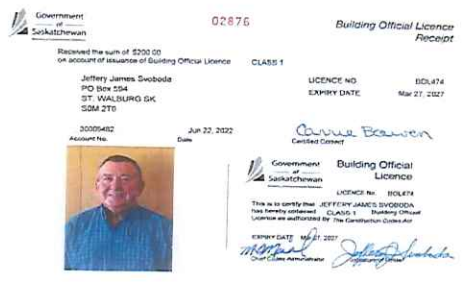 Government
of
Saskatchewan
02876
Building Official Licence
Receipt
Received the sum of $200.00
on account of issuance of Building Official Licence CLASS 1
Jeffery James Svoboda
PO Box 594
ST. WALBURG SK
S0M 2T0
LICENCE NO. BOL474
EXPIRY DATE Mar 27, 2027
30005482
Account No.
Jun 22, 2022
Date
Certified Correct
Government
of
Saskatchewan
Building Official
Licence
LICENCE No. BOL474
This is to certify that JEFFERY JAMES SVOBODA
has hereby obtained CLASS 1 Building Official
Licence as authorized by The Construction Codes Act
EXPIRY DATE Mar 27, 2027
Chief Codes Administrator